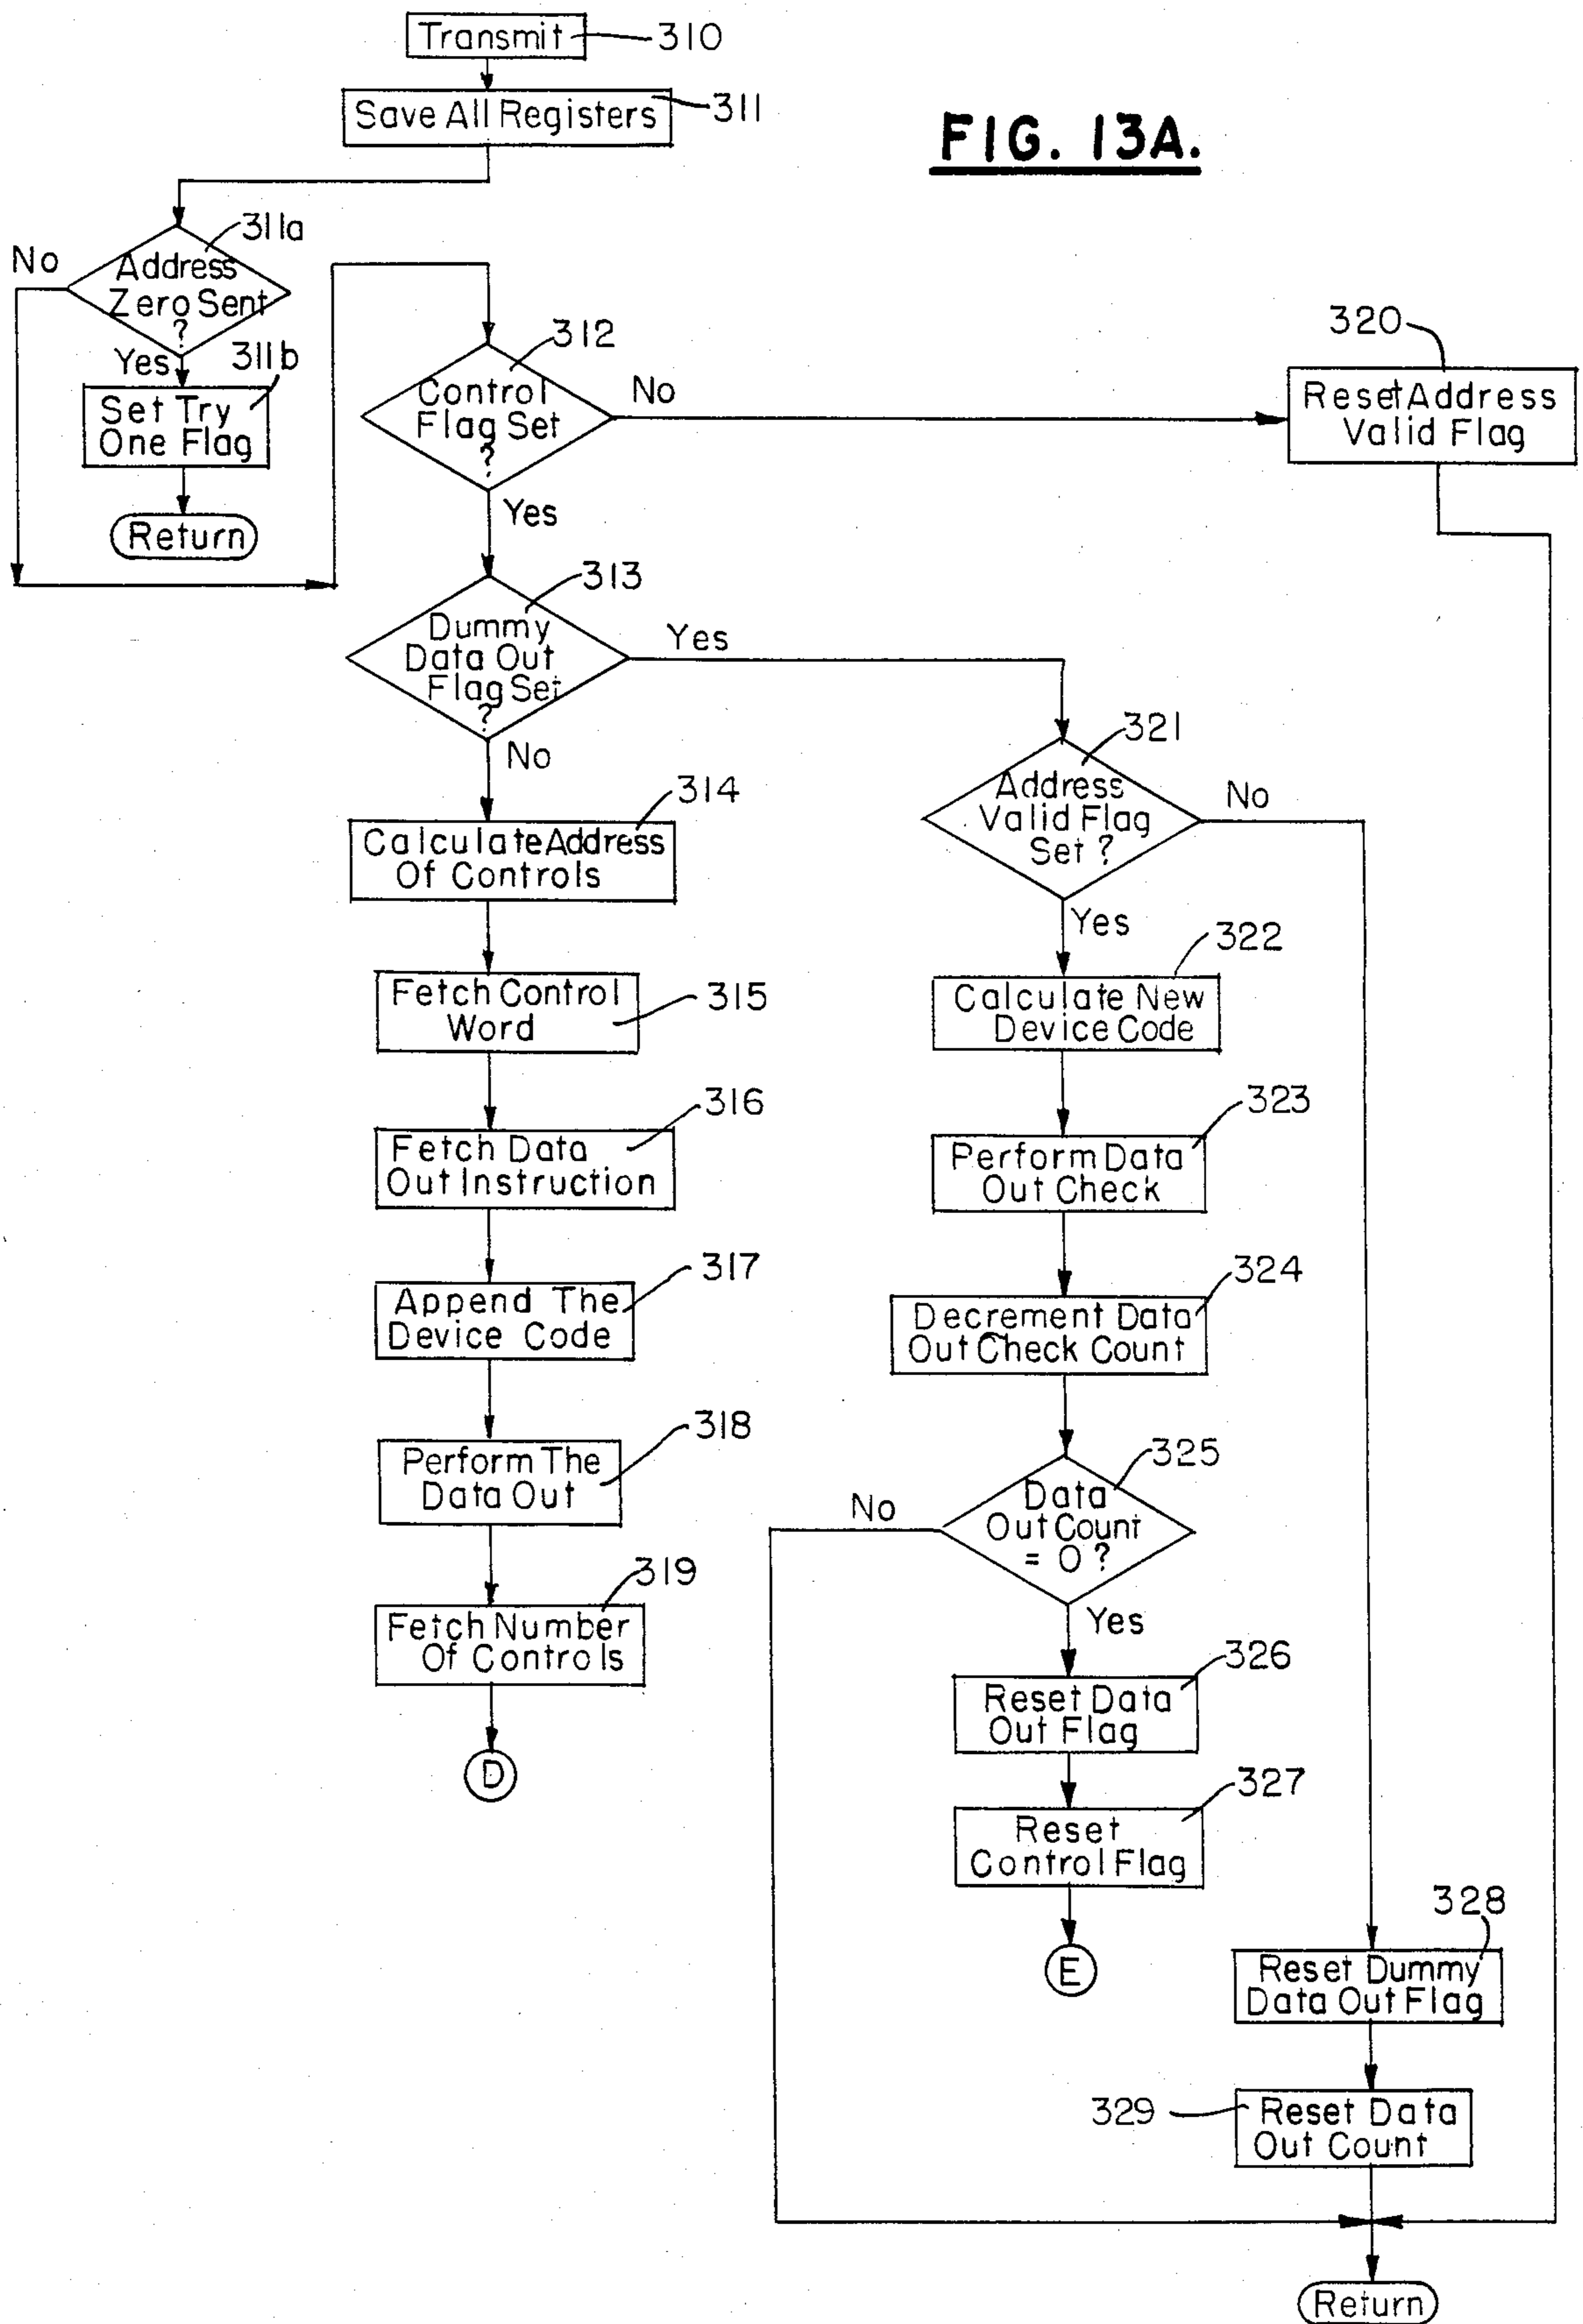 Transmit
310
Save All Registers
311
FIG. 13A.
311a
No
Address
Zero Sent
?
Yes
311b
Set Try
One Flag
Return
312
Control
Flag Set
?
No
Yes
320
Reset Address
Valid Flag
313
Dummy
Data Out
Flag Set
?
Yes
No
321
Address
Valid Flag
Set ?
No
Yes
314
Calculate Address
Of Controls
315
Fetch Control
Word
316
Fetch Data
Out Instruction
317
Append The
Device Code
318
Perform The
Data Out
319
Fetch Number
Of Controls
D
322
Calculate New
Device Code
323
Perform Data
Out Check
324
Decrement Data
Out Check Count
325
Data
Out Count
= 0 ?
No
Yes
326
Reset Data
Out Flag
327
Reset
Control Flag
E
328
Reset Dummy
Data Out Flag
329
Reset Data
Out Count
Return